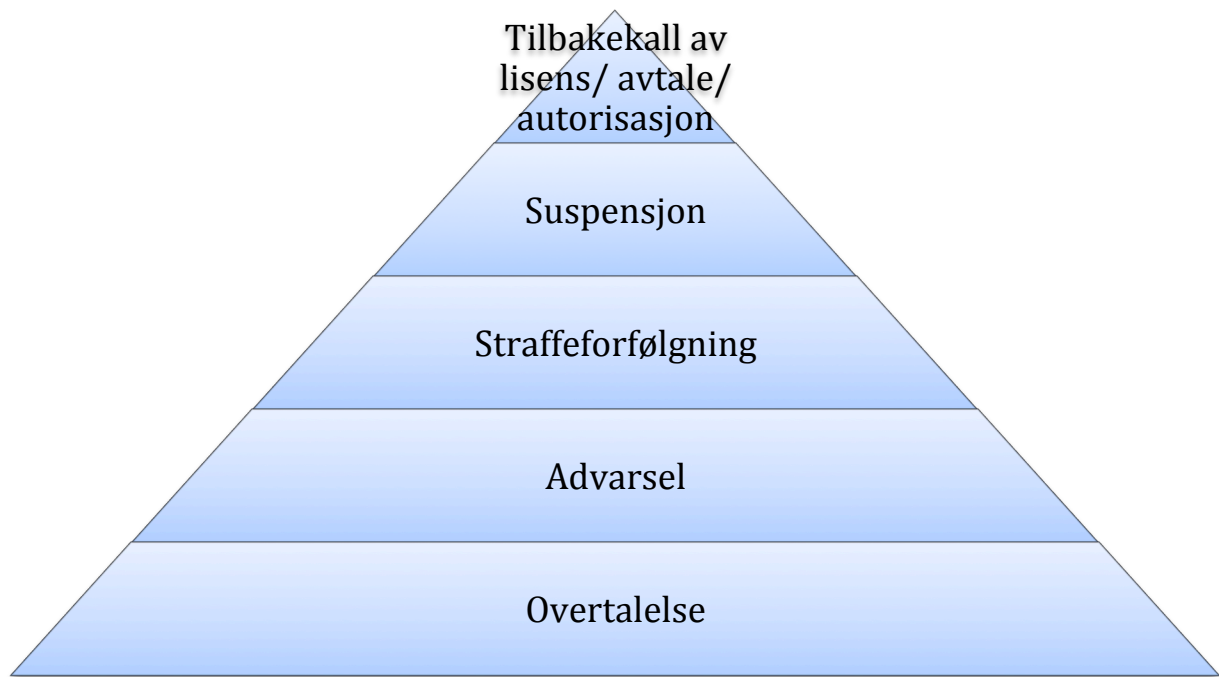 Tilbakekall av
lisens/ avtale/
autorisasjon
Suspensjon
Straffeforfølgning
Advarsel
Overtalelse